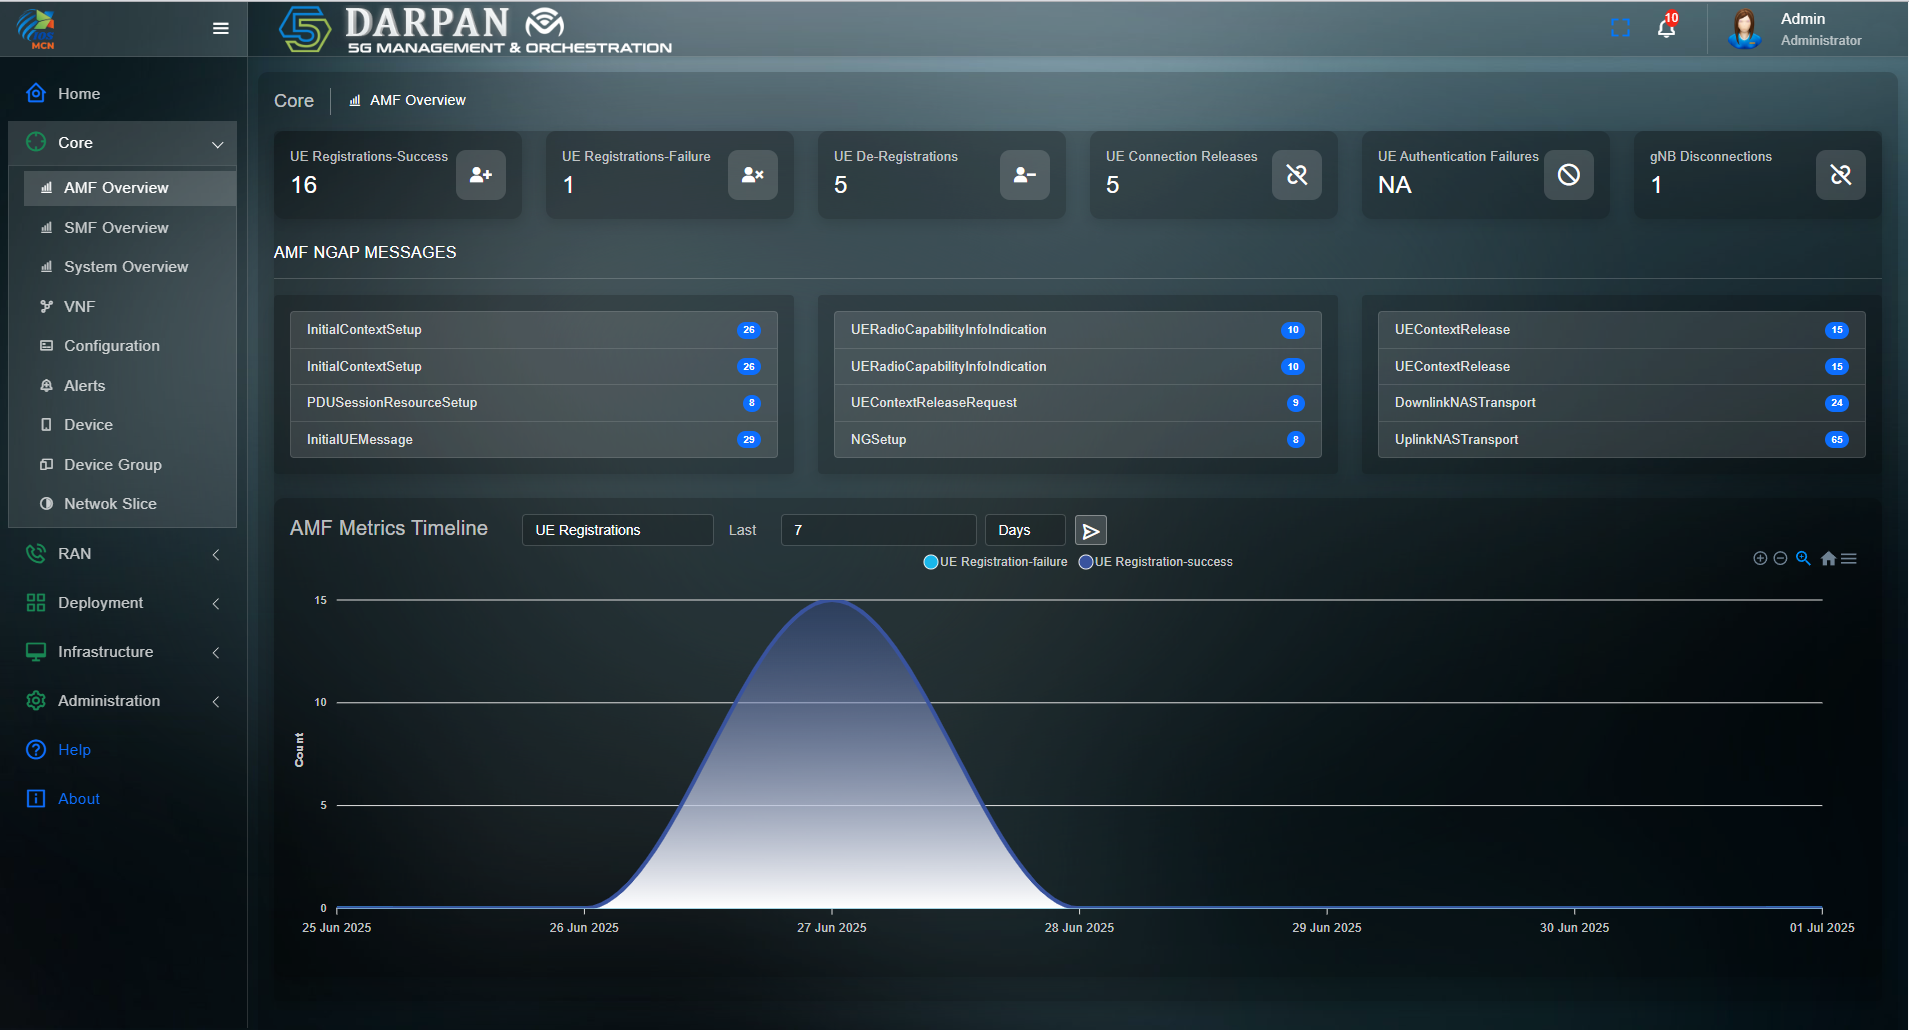 MCN
5 DARPAN
5G MANAGEMENT & ORCHESTRATION
10
Admin
Administrator
Home
Core
AMF Overview
SMF Overview
System Overview
VNF
Configuration
Alerts
Device
Device Group
Netwok Slice
RAN
Deployment
Infrastructure
Administration
Help
About
Core
AMF Overview
UE Registrations-Success
16
UE Registrations-Failure
1
UE De-Registrations
5
UE Connection Releases
5
UE Authentication Failures
NA
gNB Disconnections
1
AMF NGAP MESSAGES
InitialContextSetup 26
InitialContextSetup 26
PDUSessionResourceSetup 8
InitialUEMessage 29
UERadioCapabilityInfoIndication 10
UERadioCapabilityInfoIndication 10
UEContextReleaseRequest 9
NGSetup 8
UEContextRelease 15
UEContextRelease 15
DownlinkNASTransport 24
UplinkNASTransport 65
AMF Metrics Timeline UE Registrations Last 7 Days
UE Registration-failure UE Registration-success
15
10
5
0
Count
25 Jun 2025 26 Jun 2025 27 Jun 2025 28 Jun 2025 29 Jun 2025 30 Jun 2025 01 Jul 2025